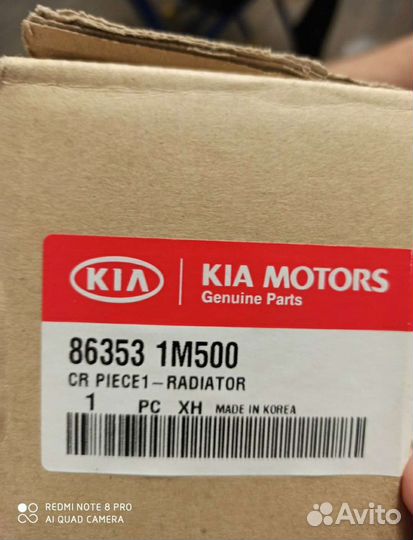 KIA
KIA MOTORS
Genuine Parts
86353 1M500
CR PIECE1-RADIATOR
1 PC XH MADE IN KOREA
REDMI NOTE 8 PRO
AI QUAD CAMERA
Avito